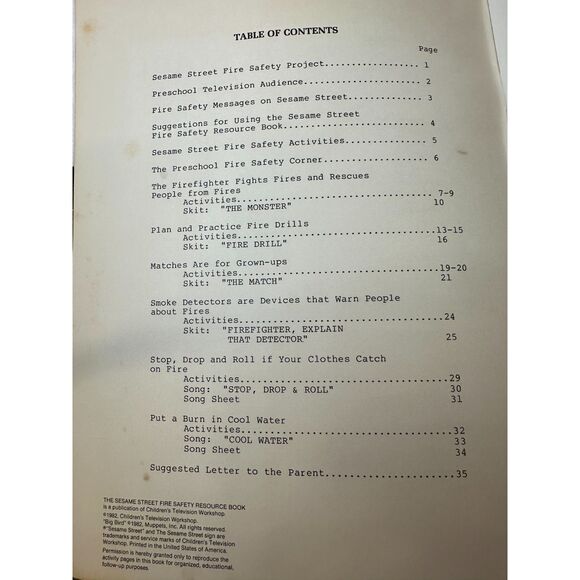 TABLE OF CONTENTS
Page
Sesame Street Fire Safety Project.................. 1
Preschool Television Audience...................... 2
Fire Safety Messages on Sesame Street.............. 3
Suggestions for Using the Sesame Street
Fire Safety Resource Book.......................... 4
Sesame Street Fire Safety Activities............... 5
The Preschool Fire Safety Corner................... 6
The Firefighter Fights Fires and Rescues
People from Fires
Activities................................. 7-9
Skit: "THE MONSTER" 10
Plan and Practice Fire Drills
Activities.................................13-15
Skit: "FIRE DRILL" 16
Matches Are for Grown-ups
Activities.................................19-20
Skit: "THE MATCH" 21
Smoke Detectors are Devices that Warn People
about Fires
Activities.................................24
Skit: "FIREFIGHTER, EXPLAIN
THAT DETECTOR" 25
Stop, Drop and Roll if Your Clothes Catch
on Fire
Activities.................................29
Song: "STOP, DROP & ROLL" 30
Song Sheet 31
Put a Burn in Cool Water
Activities.................................32
Song: "COOL WATER" 33
Song Sheet 34
Suggested Letter to the Parent.....................35
THE SESAME STREET FIRE SAFETY RESOURCE BOOK
is a publication of Children's Television Workshop.
©1982, Children's Television Workshop.
"Big Bird" ©1982, Muppets, Inc. All rights reserved.
®"Sesame Street" and The Sesame Street sign are
trademarks and service marks of Children's Television
Workshop. Printed in the United States of America.
Permission is hereby granted only to reproduce the
activity pages in this book for organized, educational,
follow-up purposes.